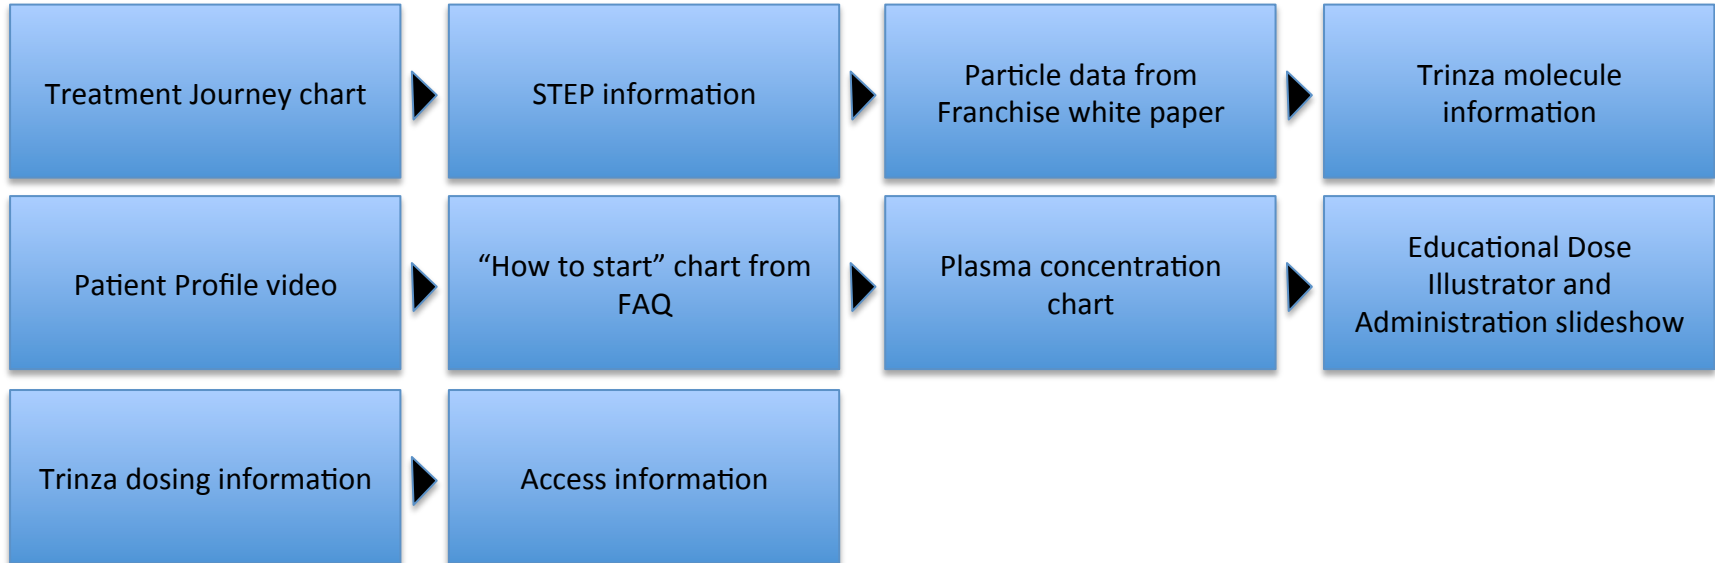 Treatment Journey chart
STEP information
Particle data from
Franchise white paper
Trinza molecule
information
Patient Profile video
“How to start” chart from
FAQ
Plasma concentration
chart
Educational Dose
Illustrator and
Administration slideshow
Trinza dosing information
Access information